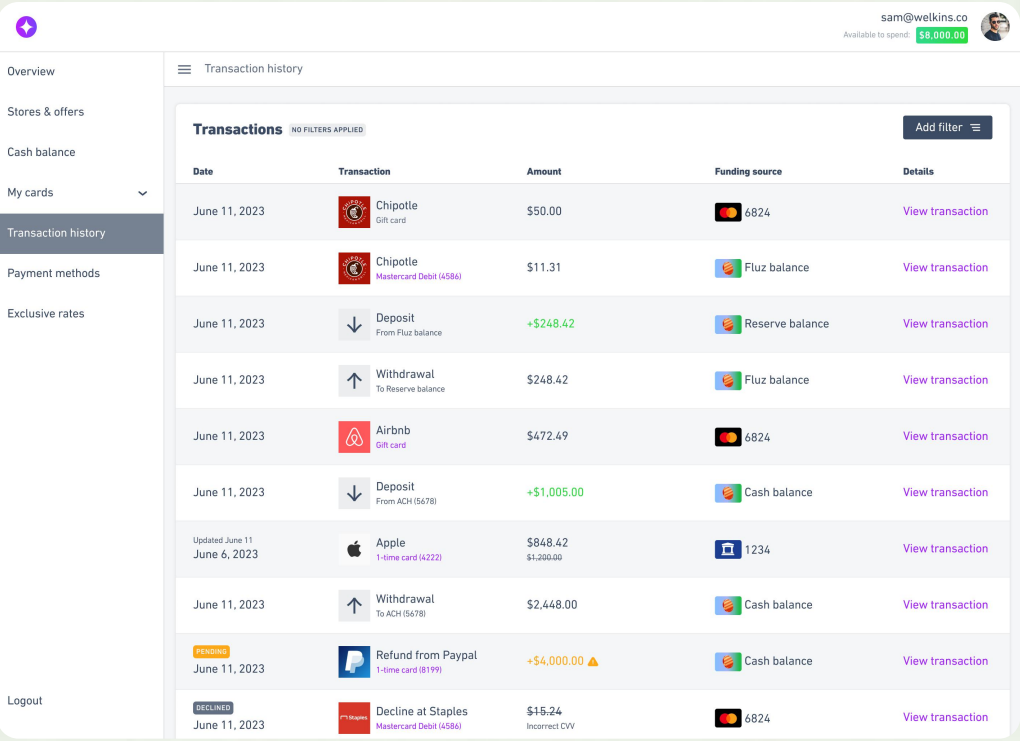 sam@welkins.co
Available to spend: $8,000.00
Overview
Stores & offers
Cash balance
My cards
Transaction history
Payment methods
Exclusive rates
Logout
Transaction history
Transactions NO FILTERS APPLIED
Add filter
Date Transaction Amount Funding source Details
June 11, 2023 Chipotle $50.00 6824 View transaction
Gift card
June 11, 2023 Chipotle $11.31 Fluz balance View transaction
Mastercard Debit (4586)
June 11, 2023 Deposit +$248.42 Reserve balance View transaction
From Fluz balance
June 11, 2023 Withdrawal $248.42 Fluz balance View transaction
To Reserve balance
June 11, 2023 Airbnb $472.49 6824 View transaction
Gift card
June 11, 2023 Deposit +$1,005.00 Cash balance View transaction
From ACH (5678)
Updated June 11
June 6, 2023 Apple $848.42 1234 View transaction
1-time card (4222) $1,200.00
June 11, 2023 Withdrawal $2,448.00 Cash balance View transaction
To ACH (5678)
PENDING
June 11, 2023 Refund from Paypal +$4,000.00 Cash balance View transaction
1-time card (8199)
DECLINED
June 11, 2023 Staples Decline at Staples $15.24 6824 View transaction
Mastercard Debit (4586) Incorrect CVV